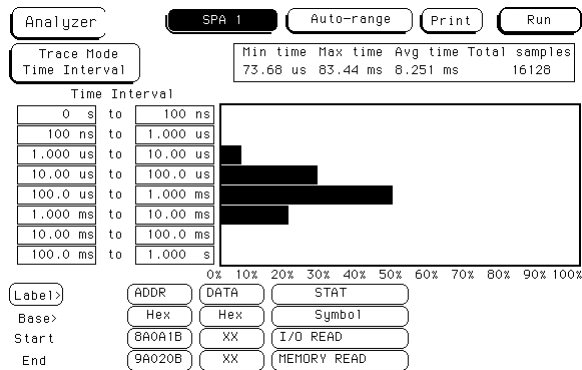 Analyzer SPA 1 Auto-range Print Run
Trace Mode
Time Interval
Min time Max time Avg time Total samples
73.68 us 83.44 ms 8.251 ms 16128
Time Interval
0 s to 100 ns
100 ns to 1.000 us
1.000 us to 10.00 us
10.00 us to 100.0 us
100.0 us to 1.000 ms
1.000 ms to 10.00 ms
10.00 ms to 100.0 ms
100.0 ms to 1.000 s
0% 10% 20% 30% 40% 50% 60% 70% 80% 90% 100%
Label> ADDR DATA STAT
Base> Hex Hex Symbol
Start 8A0A1B XX I/O READ
End 9A020B XX MEMORY READ